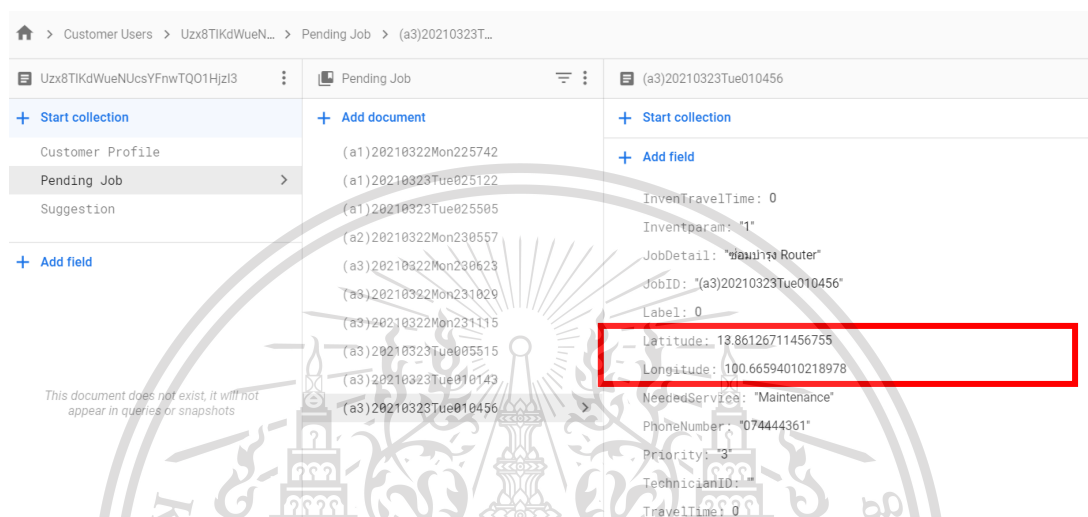 Customer Users > Uzx8TlKdWueN... > Pending Job > (a3)20210323T...
Uzx8TlKdWueNUcsYFnwTQO1Hjzl3
Start collection
Customer Profile
Pending Job
Suggestion
Add field
This document does not exist, it will not
appear in queries or snapshots
Pending Job
Add document
(a1)20210322Mon225742
(a1)20210323Tue025122
(a1)20210323Tue025505
(a2)20210322Mon230557
(a3)20210322Mon230623
(a3)20210322Mon231029
(a3)20210322Mon231115
(a3)20210323Tue005515
(a3)20210323Tue010143
(a3)20210323Tue010456
(a3)20210323Tue010456
Start collection
Add field
InvenTravelTime: 0
Inventparam: "1"
JobDetail: "ซ่อมบำรุง Router"
JobID: "(a3)20210323Tue010456"
Label: 0
Latitude: 13.86126711456755
Longitude: 100.66594010218978
NeededService: "Maintenance"
PhoneNumber: "074444361"
Priority: "3"
TechnicianID: ""
TravelTime: 0